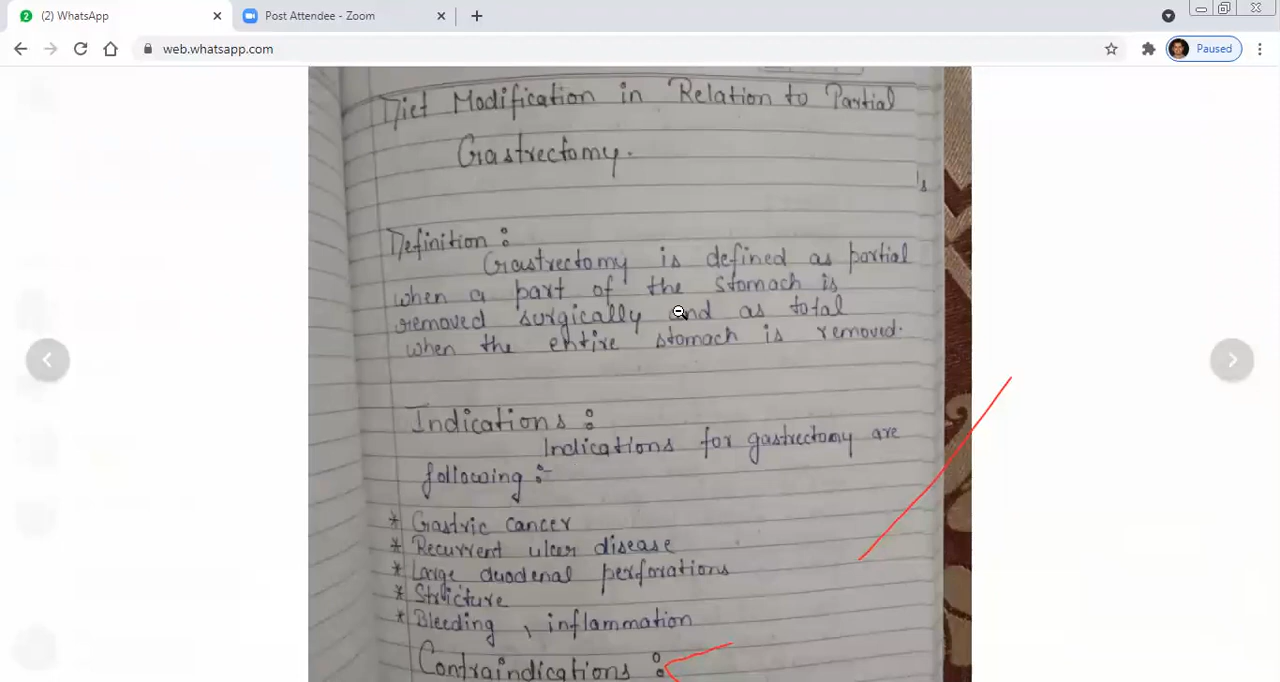 (2) WhatsApp
Post Attendee - Zoom
web.whatsapp.com
Paused
Diet Modification in Relation to Partial
Gastrectomy.
's
Definition :
Gastrectomy is defined as partial
when a part of the stomach is
removed surgically and as total
when the entire stomach is removed.
Indications :
Indications for gastrectomy are
following :-
* Gastric cancer
* Recurrent ulcer disease
* Large duodenal perforations
* Stricture
* Bleeding, inflammation
Contraindications :